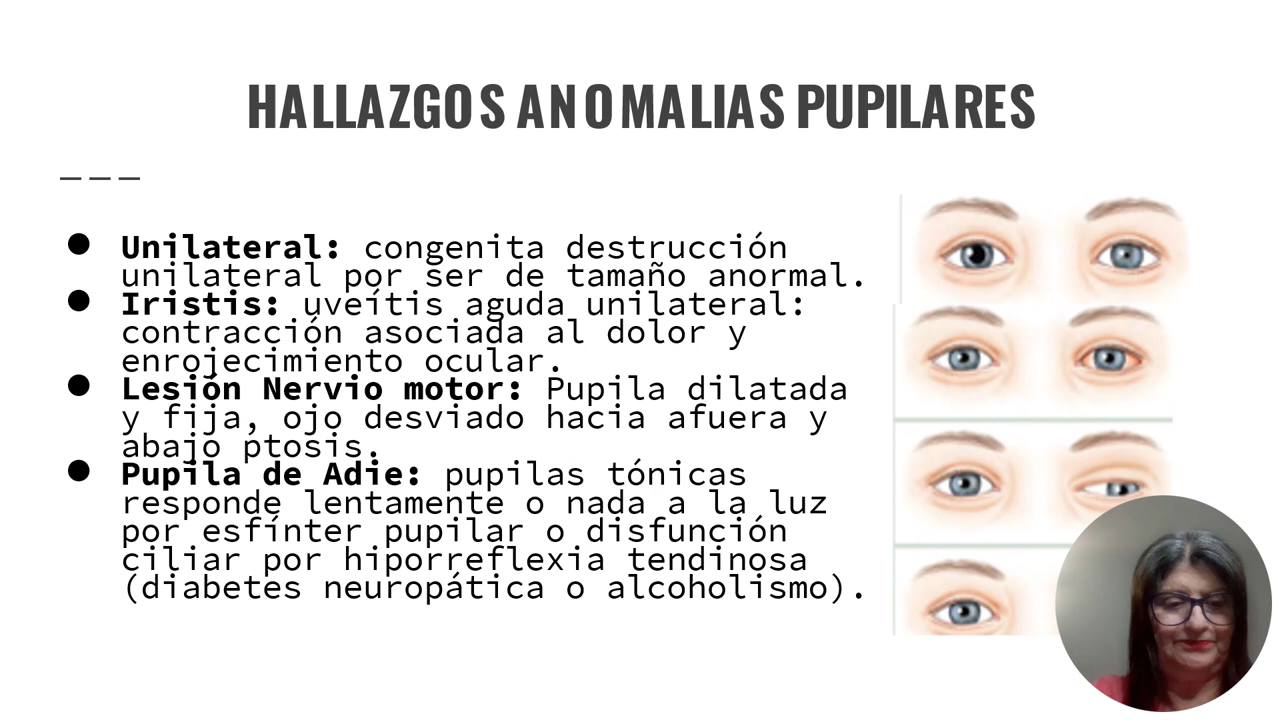 HALLAZGOS ANOMALIAS PUPILARES
● Unilateral: congenita destrucción
unilateral por ser de tamaño anormal.
● Iristis: uveítis aguda unilateral:
contracción asociada al dolor y
enrojecimiento ocular.
● Lesión Nervio motor: Pupila dilatada
y fija, ojo desviado hacia afuera y
abajo ptosis.
● Pupila de Adie: pupilas tónicas
responde lentamente o nada a la luz
por esfínter pupilar o disfunción
ciliar por hiporreflexia tendinosa
(diabetes neuropática o alcoholismo).